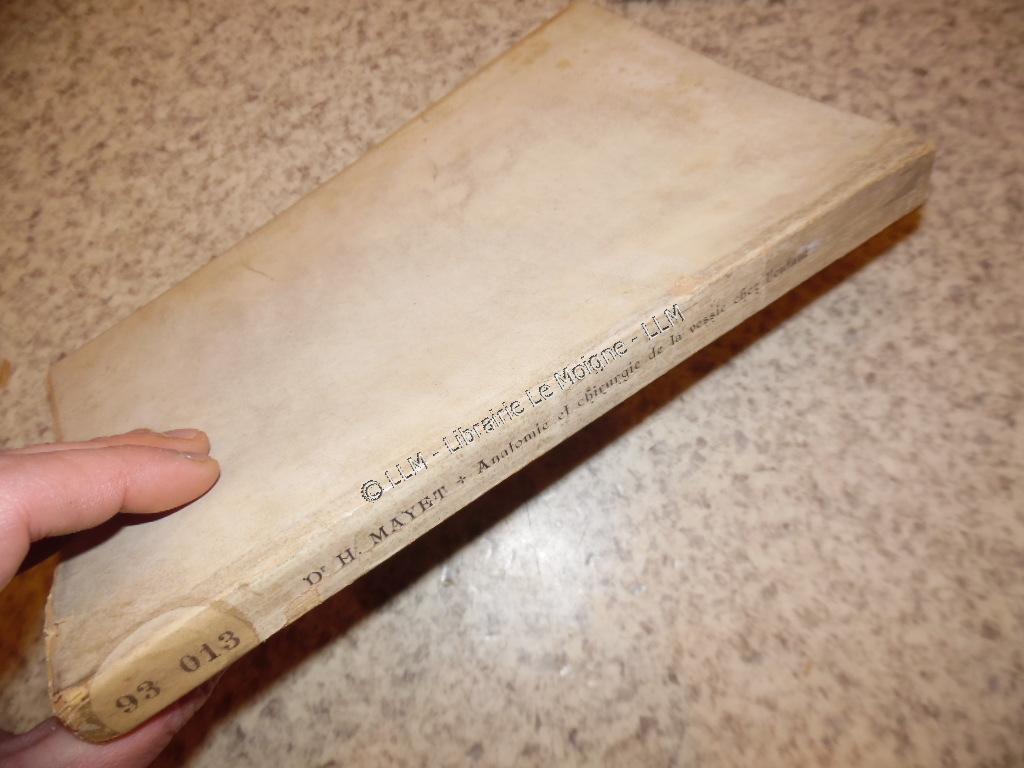 © LLM - Librairie Le Moigne - LLM
Dr H. MAYET + Anatomie et chirurgie de la vessie chez l'enfant
93 013